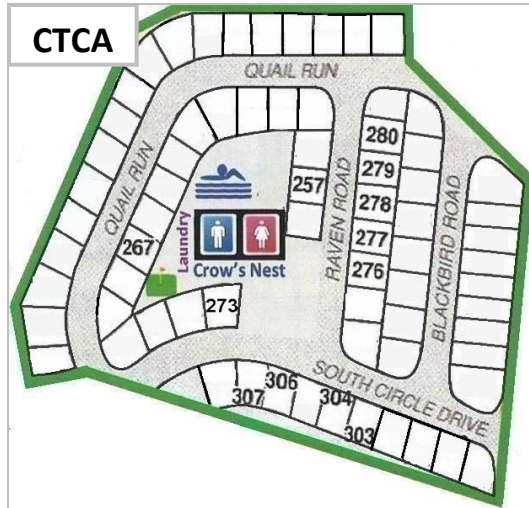 CTCA
QUAIL RUN
QUAIL RUN
280
279
278
277
276
257
RAVEN ROAD
BLACKBIRD ROAD
267
Laundry
Crow's Nest
273
SOUTH CIRCLE DRIVE
306
307
304
303